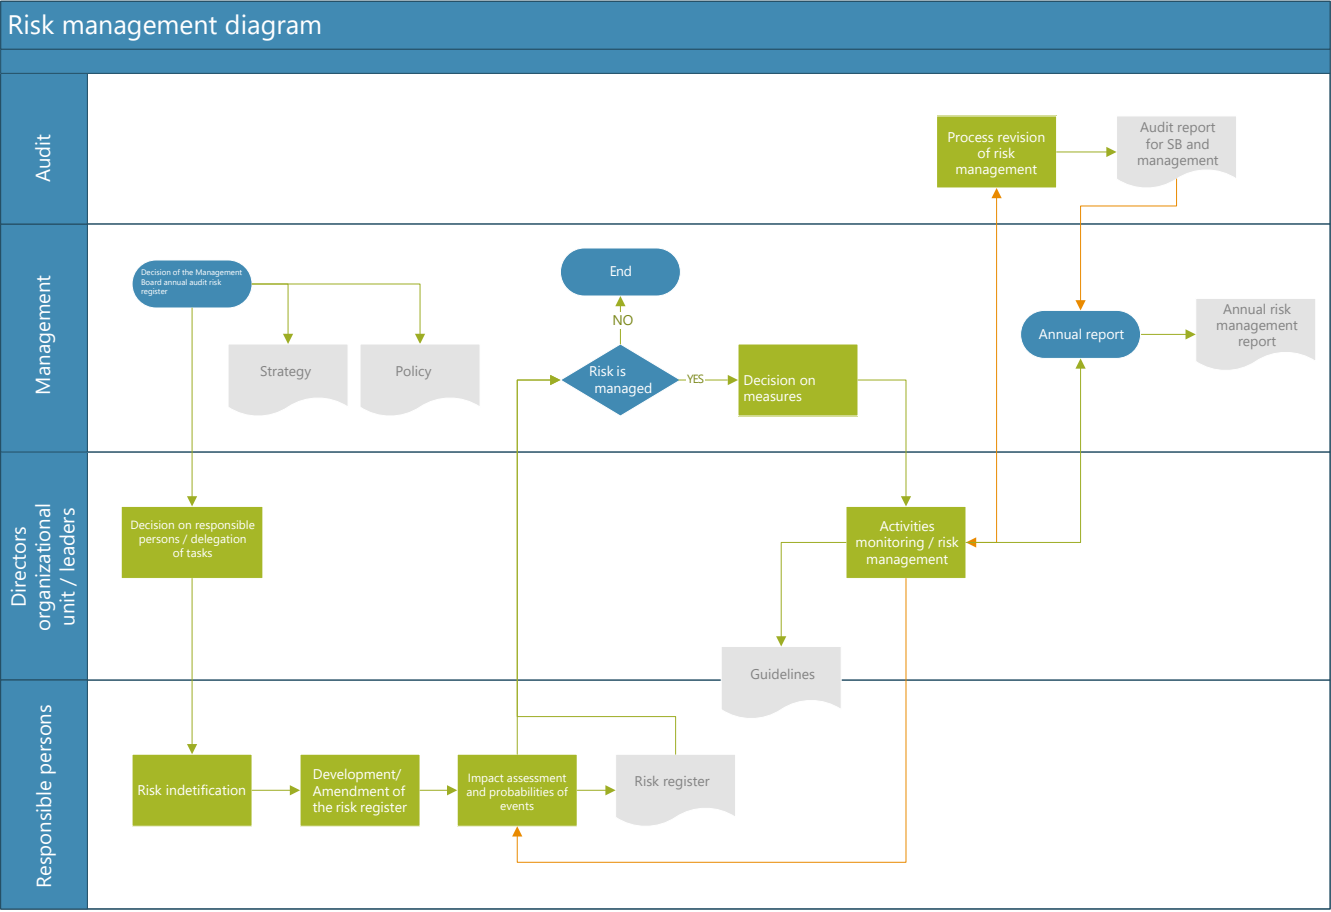 Risk management diagram
Audit
Process revision
of risk
management
Audit report
for SB and
management
Management
Decision of the Management
Board annual audit risk
register
Strategy
Policy
End
NO
Risk is
managed
YES
Decision on
measures
Annual report
Annual risk
management
report
Directors
organizational
unit / leaders
Decision on responsible
persons / delegation
of tasks
Activities
monitoring / risk
management
Guidelines
Responsible persons
Risk indetification
Development/
Amendment of
the risk register
Impact assessment
and probabilities of
events
Risk register